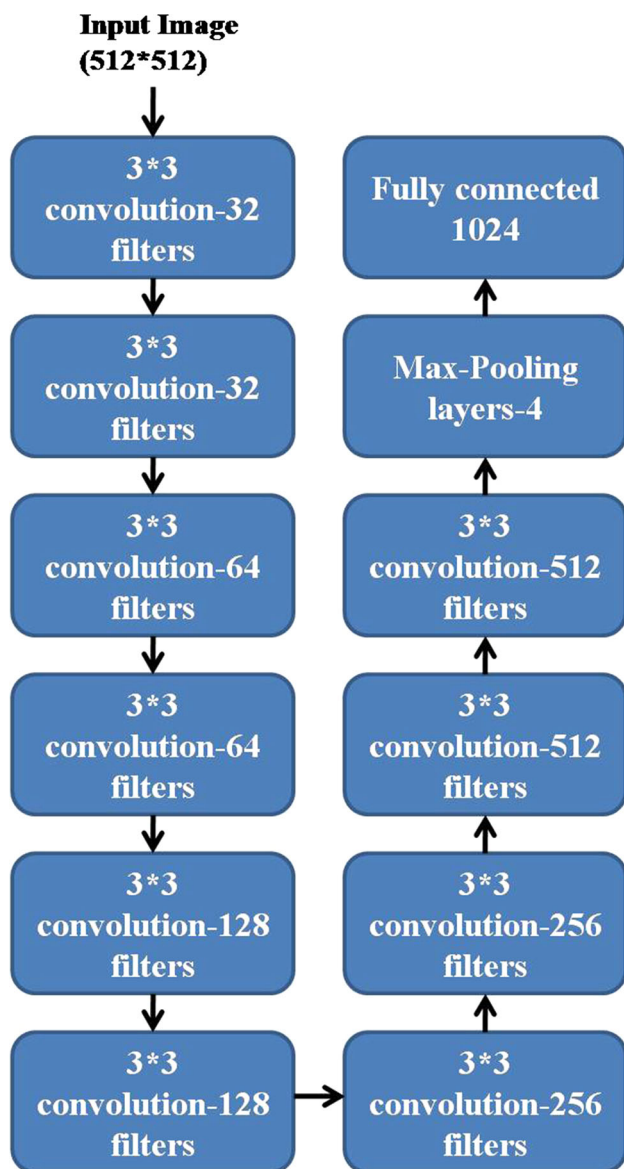 Input Image
(512*512)
3*3
convolution-32
filters
3*3
convolution-32
filters
3*3
convolution-64
filters
3*3
convolution-64
filters
3*3
convolution-128
filters
3*3
convolution-128
filters
3*3
convolution-256
filters
3*3
convolution-256
filters
3*3
convolution-512
filters
3*3
convolution-512
filters
Max-Pooling
layers-4
Fully connected
1024